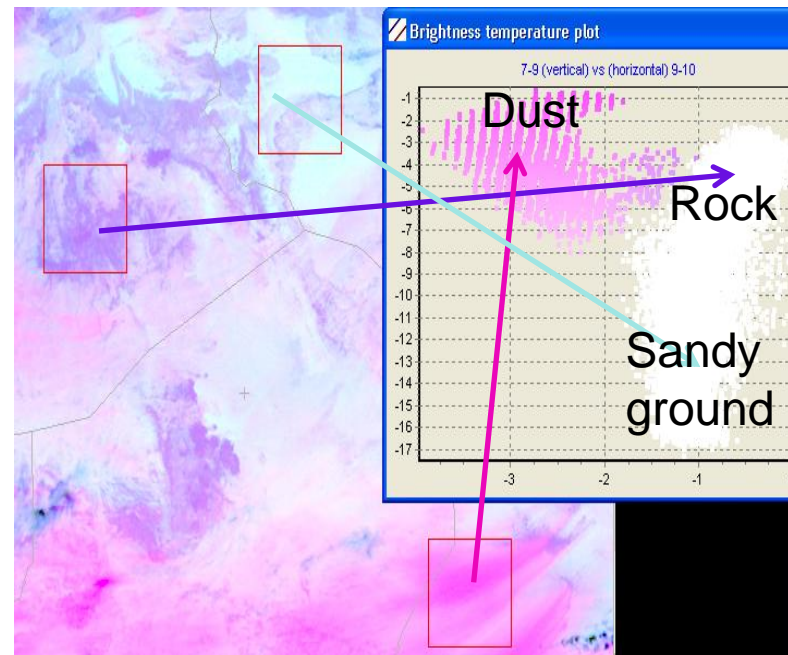 Brightness temperature plot
7-9 (vertical) vs (horizontal) 9-10
-1
Dust
-2
-3
-4
-5
Rock
-6
-7
-8
-9
-10
-11
-12
Sandy
-13
-14
ground
-15
-16
-17
-3 -2 -1